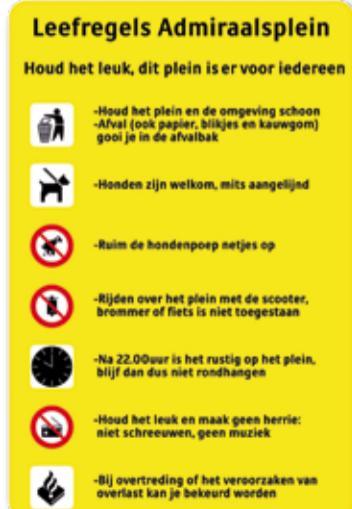 Leefregels Admiraalsplein
Houd het leuk, dit plein is er voor iedereen
-Houd het plein en de omgeving schoon
-Afval (ook papier, blikjes en kauwgom)
gooi je in de afvalbak
-Honden zijn welkom, mits aangelijnd
-Ruim de hondenpoep netjes op
-Rijden over het plein met de scooter,
brommer of fiets is niet toegestaan
-Na 22.00uur is het rustig op het plein,
blijf dan dus niet rondhangen
-Houd het leuk en maak geen herrie:
niet schreeuwen, geen muziek
-Bij overtreding of het veroorzaken van
overlast kan je bekeurd worden